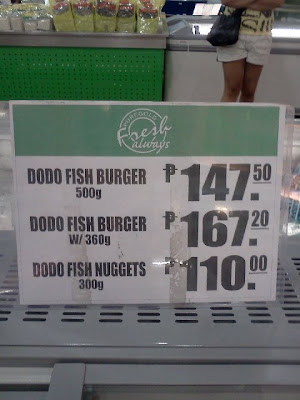 PUREGOLD
Fresh
always
DODO FISH BURGER ₱147.50
500g
DODO FISH BURGER ₱167.20
W/ 360g
DODO FISH NUGGETS ₱110.00
300g